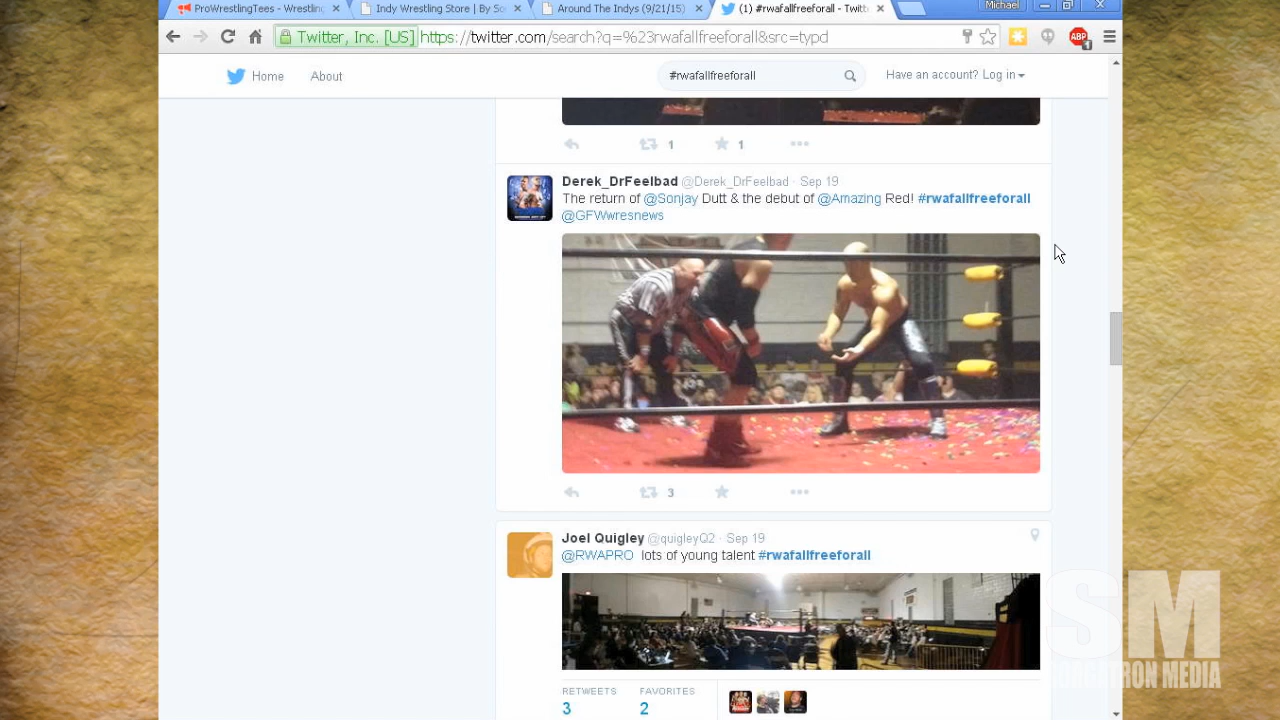 ProWrestlingTees - Wrestling
Indy Wrestling Store | By So
Around The Indys (9/21/15)
(1) #rwafallfreeforall - Twitt
Michael
Twitter, Inc. [US] https://twitter.com/search?q=%23rwafallfreeforall&src=typd
ABP
1
Home About #rwafallfreeforall Have an account? Log in
1 1
Derek_DrFeelbad @Derek_DrFeelbad · Sep 19
The return of @Sonjay Dutt & the debut of @Amazing Red! #rwafallfreeforall
@GFWwresnews
3
Joel Quigley @quigleyQ2 · Sep 19
@RWAPRO lots of young talent #rwafallfreeforall
RETWEETS FAVORITES
3 2
SM
SORGATRON MEDIA